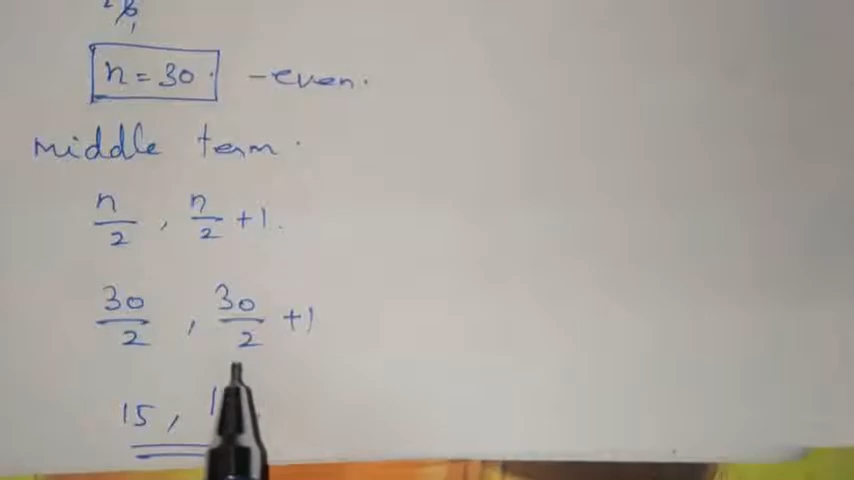 n = 30. - even.
middle term.
n/2 , n/2 + 1.
30/2 , 30/2 + 1
15 ,